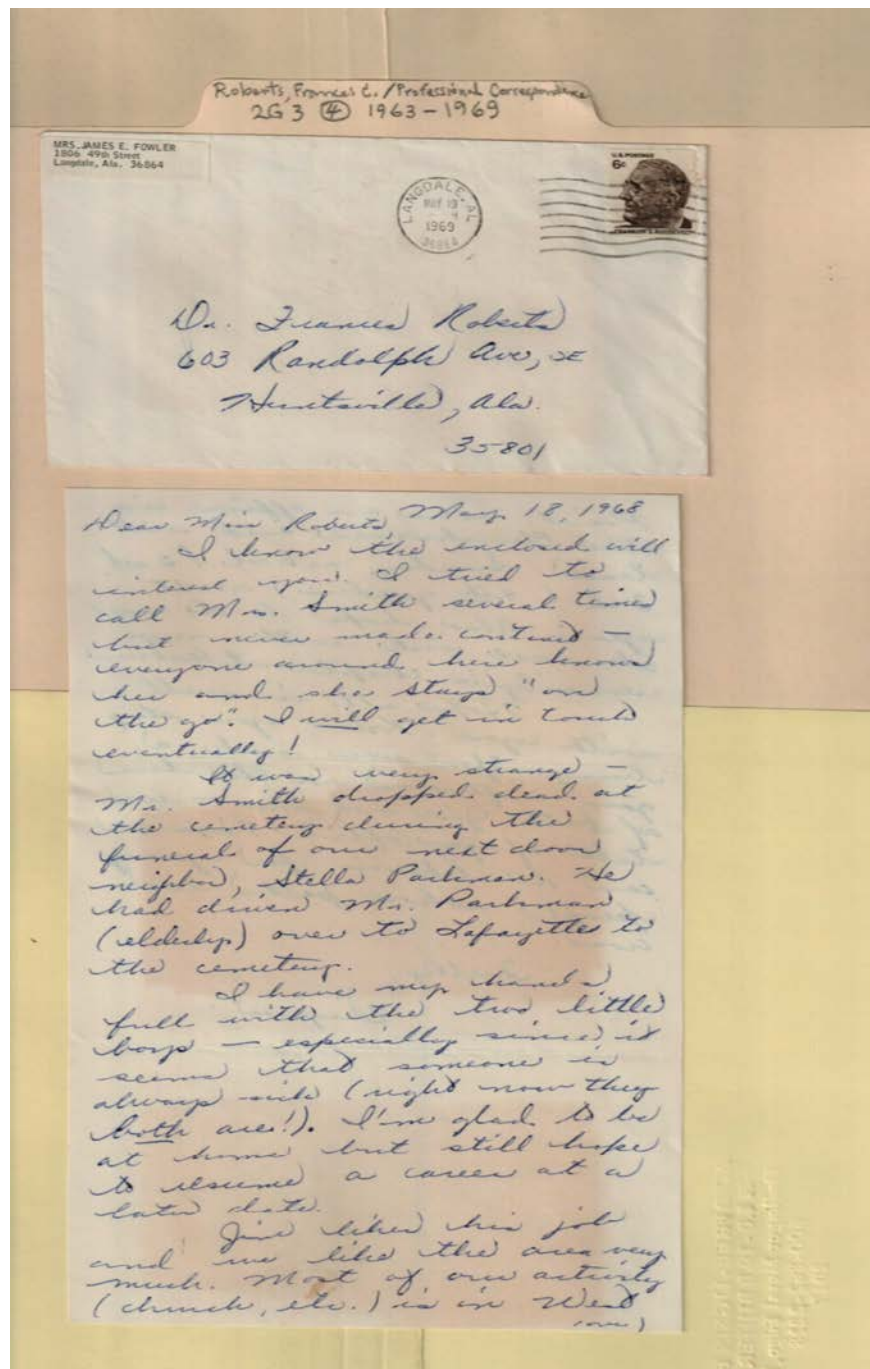 Roberts, Frances C. / Professional Correspondence
2G 3 ④ 1963-1969
MRS. JAMES E. FOWLER
1806 49th Street
Langdale, Ala. 36864
LANGDALE, AL
MAY 19
1969
36864
U.S. POSTAGE
6c
FRANKLIN D. ROOSEVELT
Dr. Frances Roberts
603 Randolph Ave, SE
Huntsville, Ala.
35801
Dear Miss Roberts, May 18, 1968
I know the enclosed will
interest you. I tried to
call Mrs. Smith several times
but never made contact -
everyone around here knows
her and she stays "on
the go". I will get in touch
eventually!
It was very strange -
Mr. Smith dropped dead at
the cemetery during the
funeral of our next door
neighbor, Stella Parkman. He
had driven Mr. Parkman
(elderly) over to Lafayette to
the cemetery.
I have my hands
full with the two little
boys - especially since it
seems that someone is
always sick (right now they
both are!). I'm glad to be
at home but still hope
to resume a career at a
later date.
Jim likes his job
and we like the area very
much. Most of our activity
(church, etc.) is in West
(over)